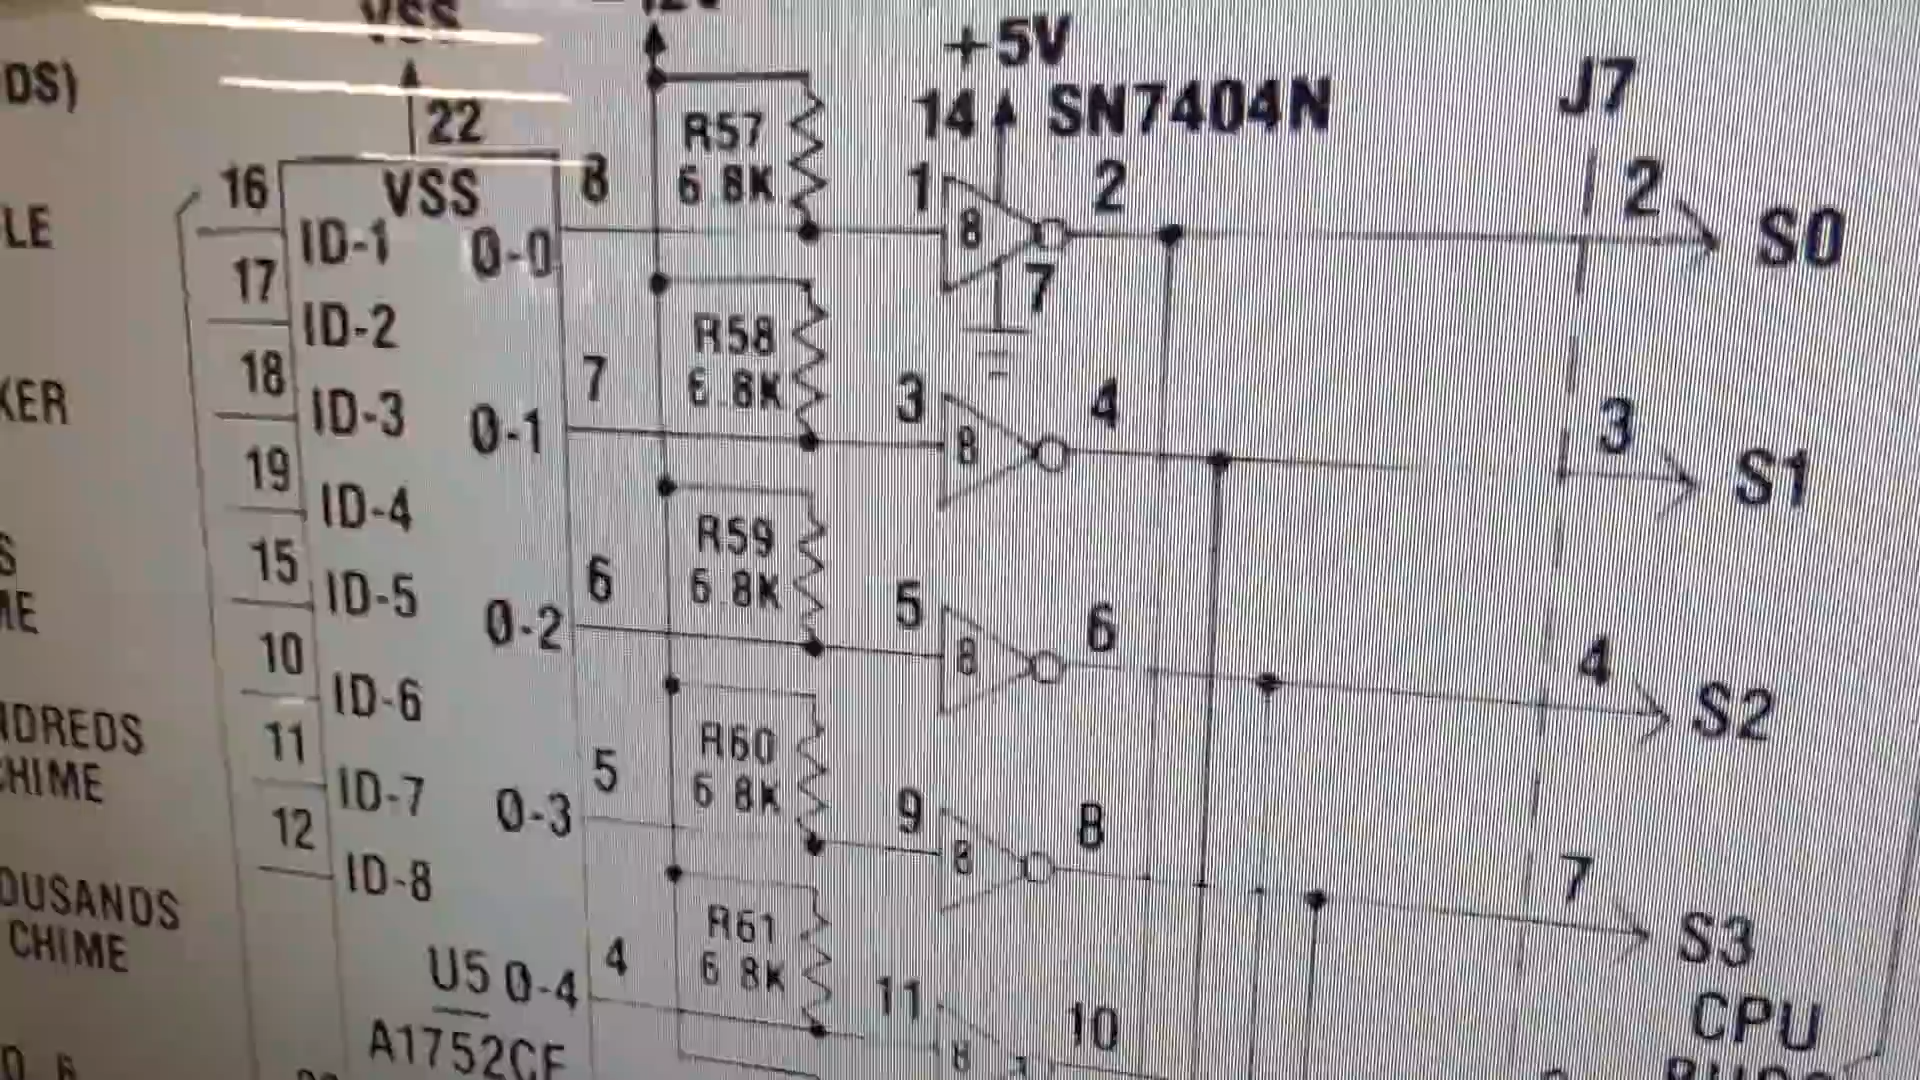 VSS
DS)
LE
KER
S
ME
NDREDS
CHIME
OUSANDS
CHIME
22
VSS
16
ID-1
17
ID-2
18
ID-3
19
ID-4
15
ID-5
10
ID-6
11
ID-7
12
ID-8
0-0
0-1
0-2
0-3
U5 0-4
A1752CF
8
7
6
5
4
R57
6.8K
R58
6.8K
R59
6.8K
R60
6.8K
R61
6.8K
+5V
14
SN7404N
1
8
2
7
3
8
4
5
8
6
9
8
8
11
8
10
J7
2
S0
3
S1
4
S2
7
S3
CPU